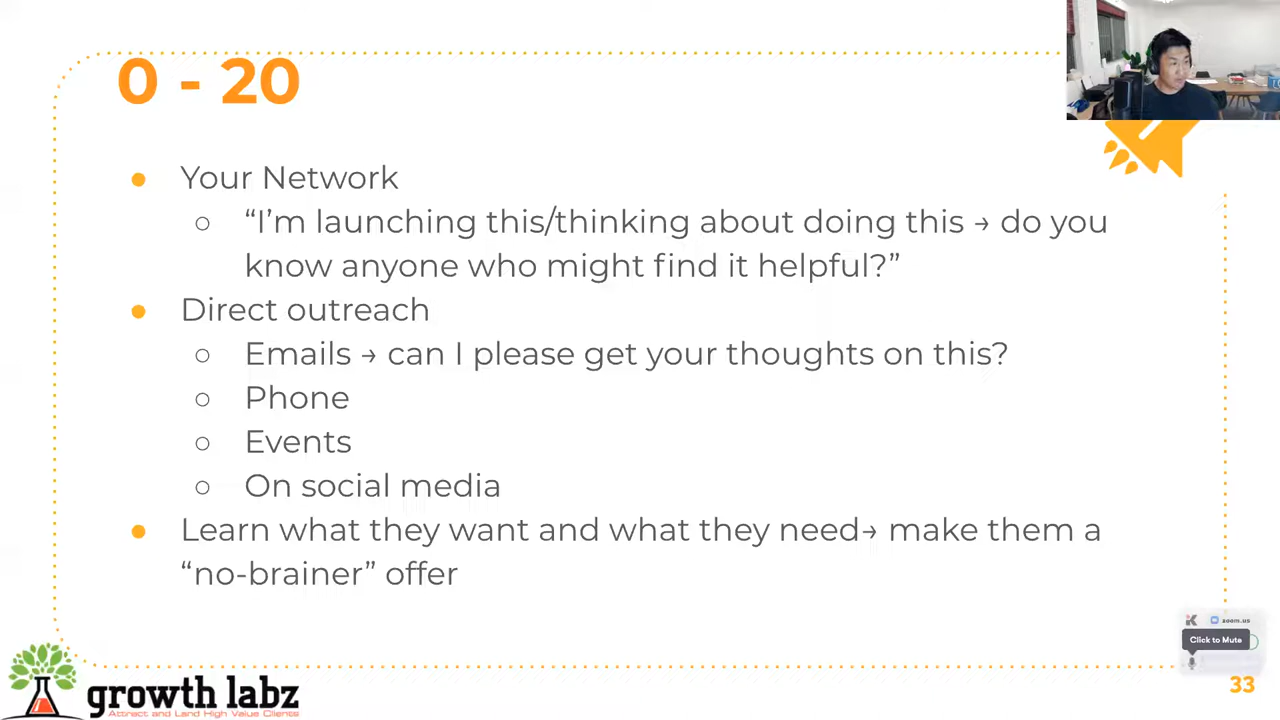 0 - 20
● Your Network
○ “I’m launching this/thinking about doing this → do you
know anyone who might find it helpful?”
● Direct outreach
○ Emails → can I please get your thoughts on this?
○ Phone
○ Events
○ On social media
● Learn what they want and what they need→ make them a
“no-brainer” offer
zoom.us
Click to Mute
growth labz
Attract and Land High Value Clients
33